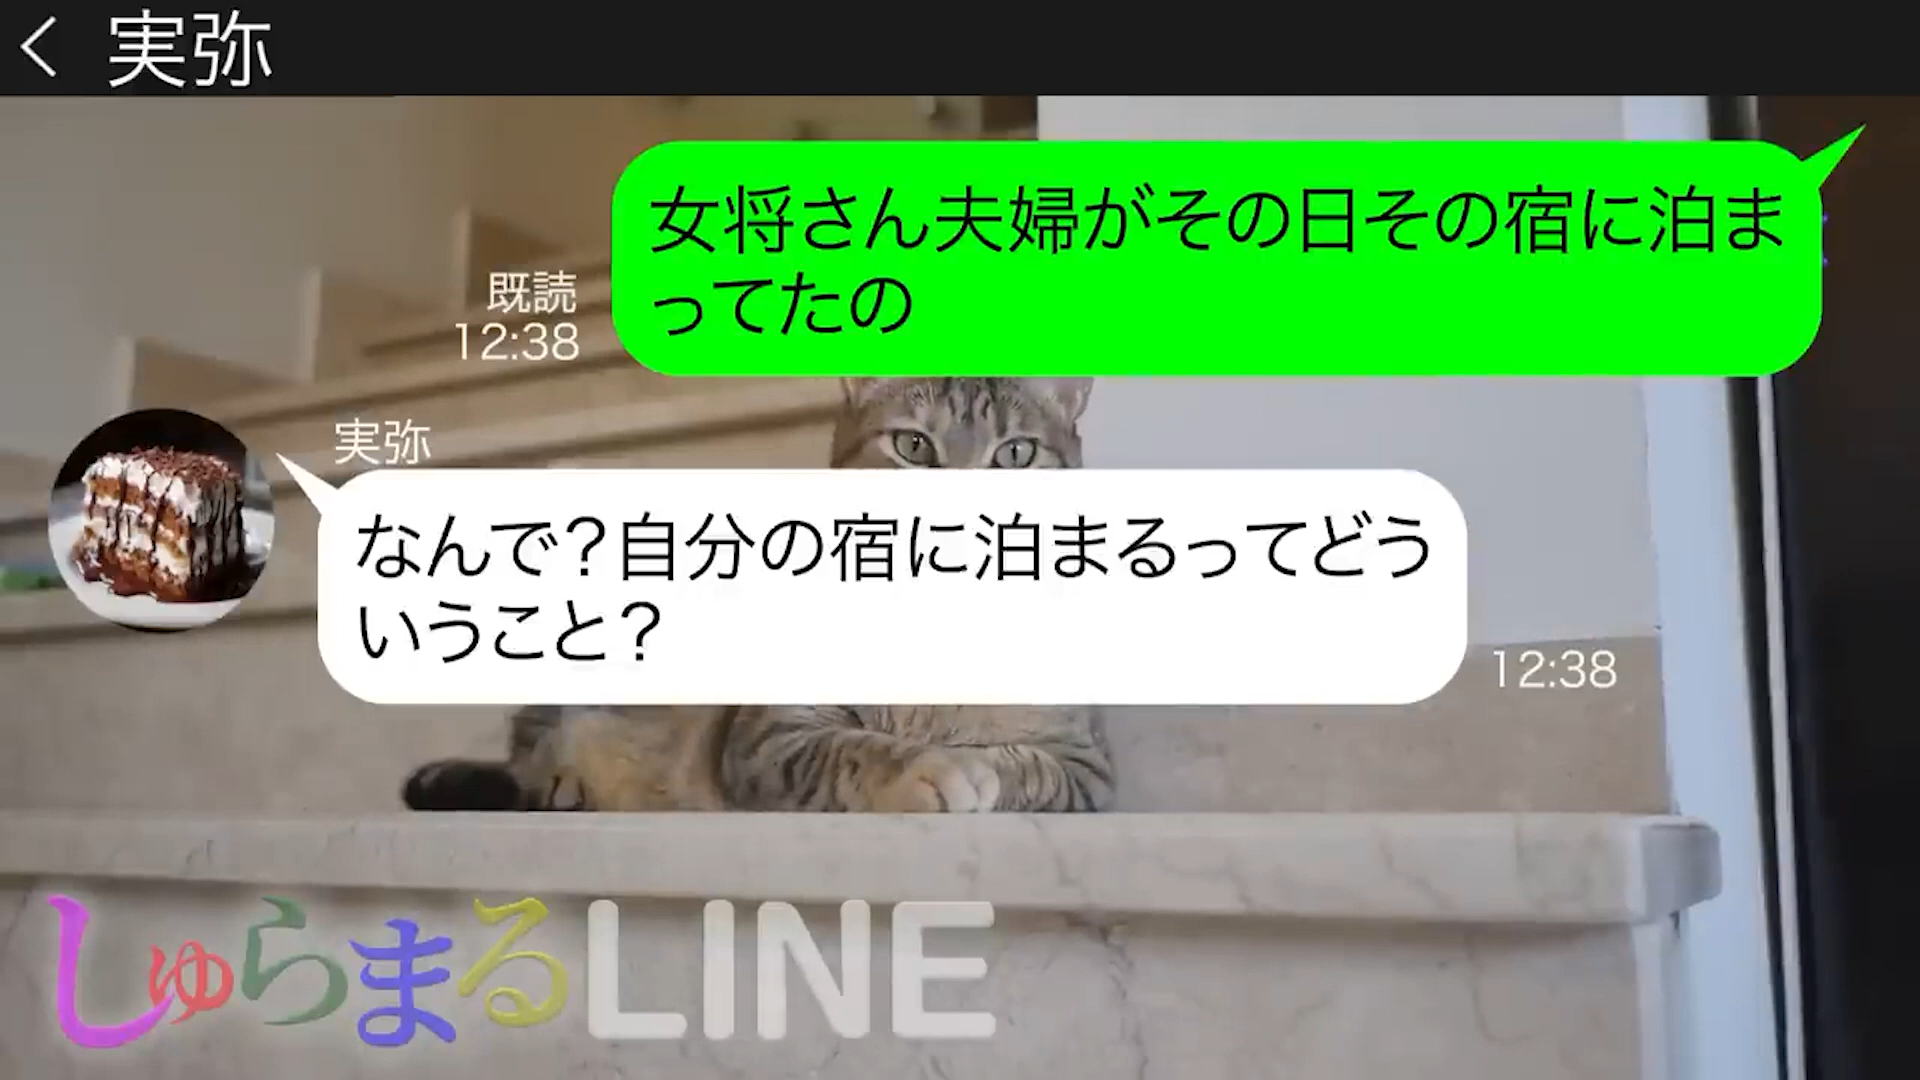 実弥
女将さん夫婦がその日その宿に泊ま
ってたの
既読
12:38
実弥
なんで?自分の宿に泊まるってどう
いうこと?
12:38
しゅらまるLINE